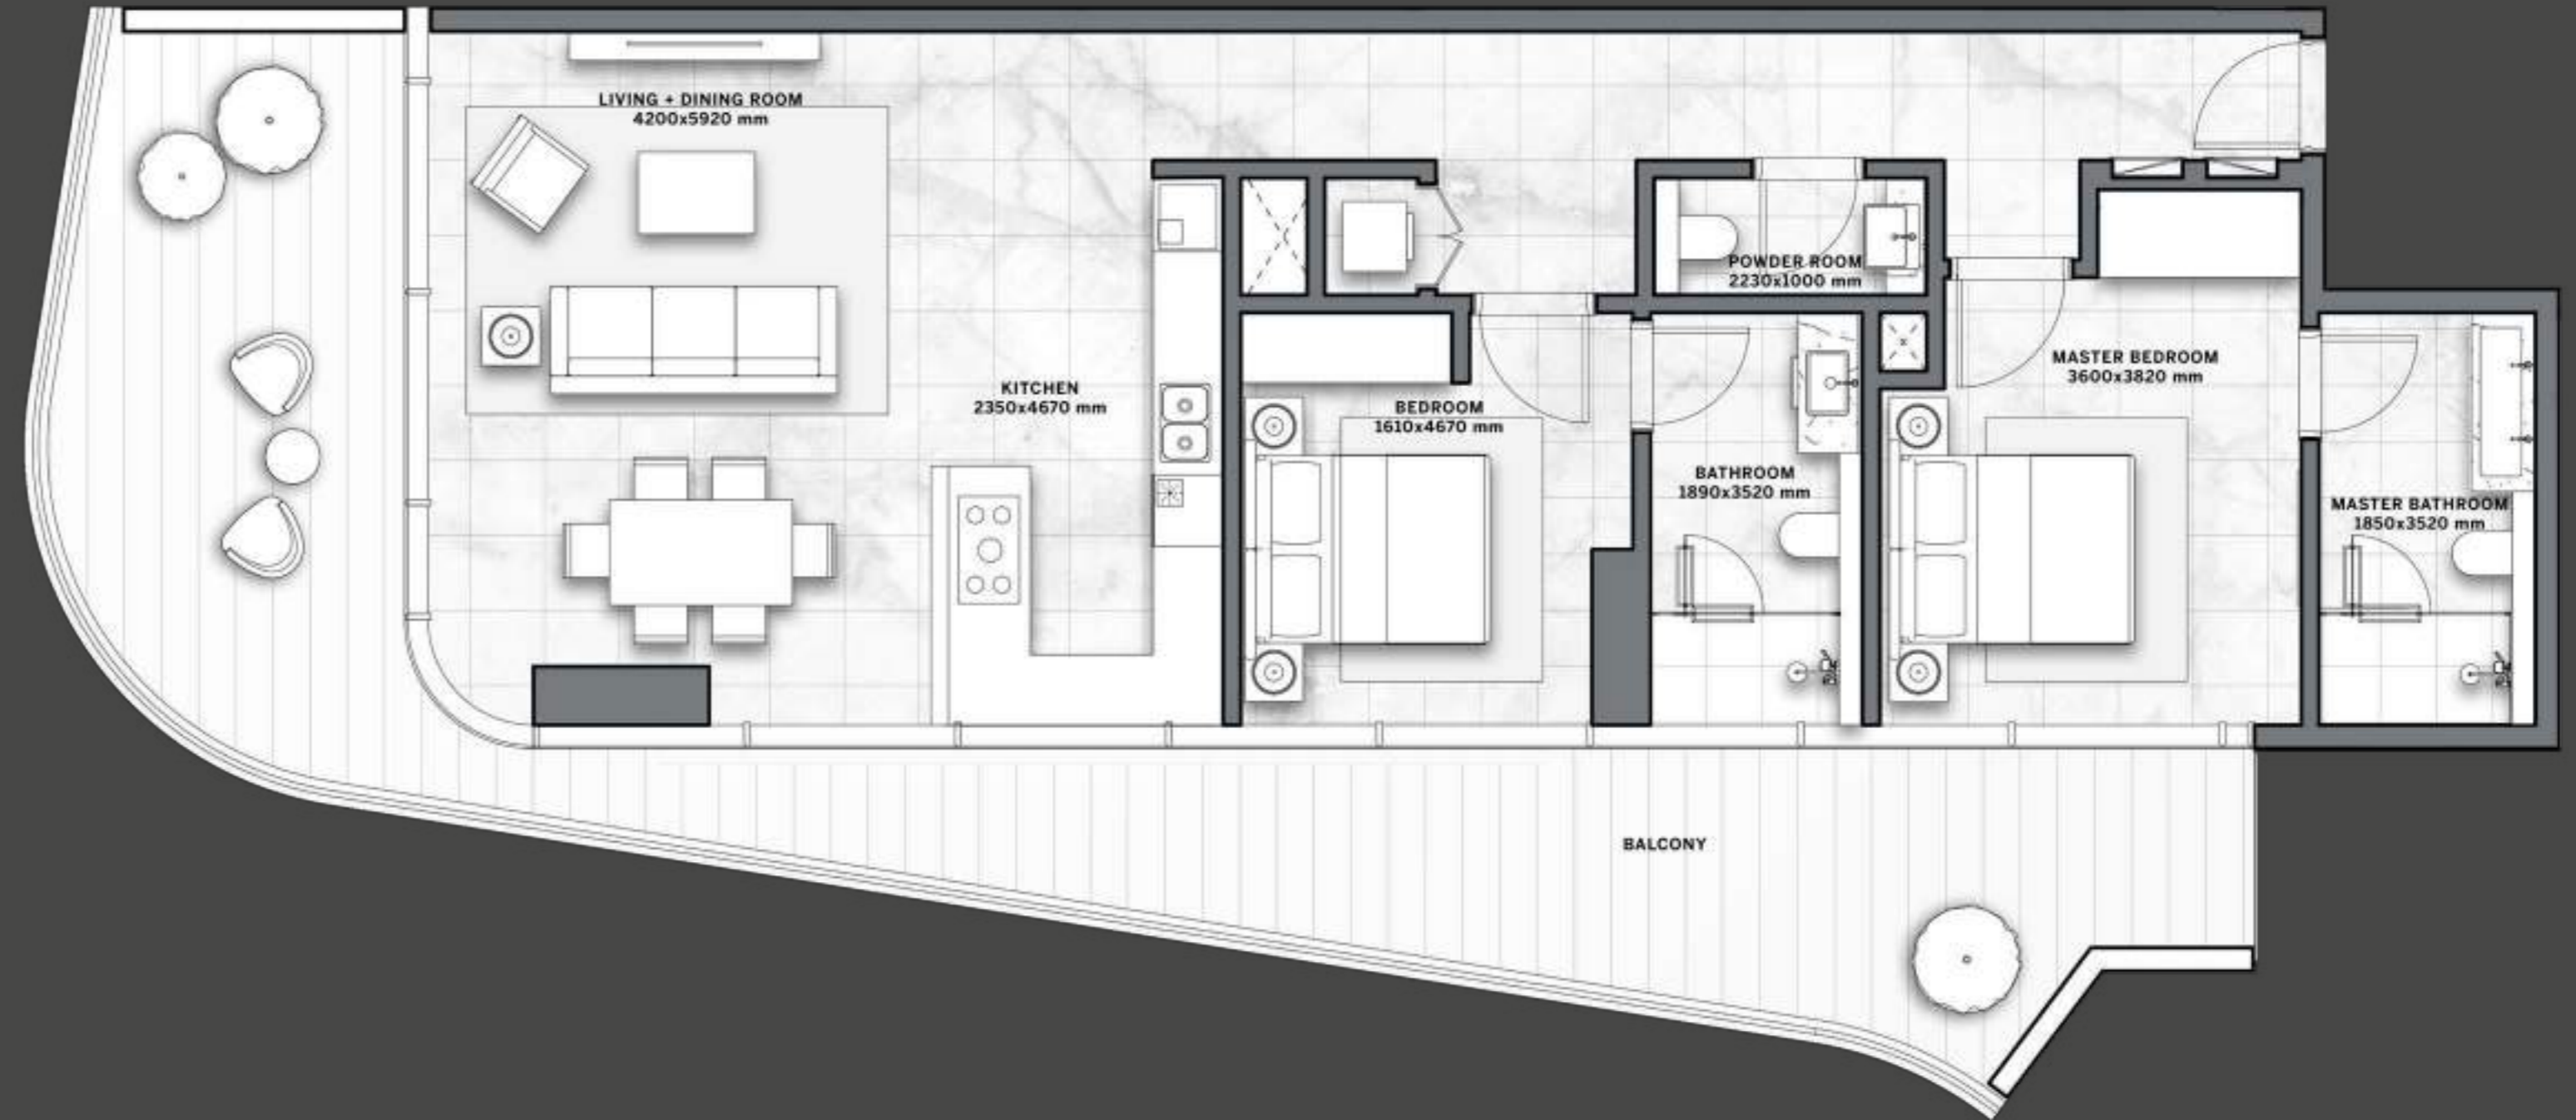 LIVING + DINING ROOM
4200x5920 mm
KITCHEN
2350x4670 mm
BEDROOM
1610x4670 mm
POWDER ROOM
2230x1000 mm
BATHROOM
1890x3520 mm
MASTER BEDROOM
3600x3820 mm
MASTER BATHROOM
1850x3520 mm
BALCONY